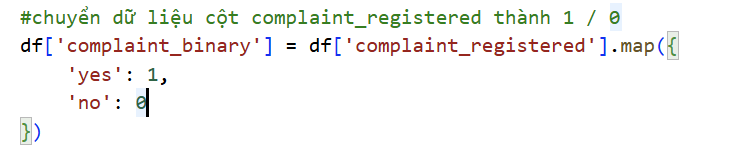 #chuyển dữ liệu cột complaint_registered thành 1 / 0
df['complaint_binary'] = df['complaint_registered'].map({
    'yes': 1,
    'no': 0
})